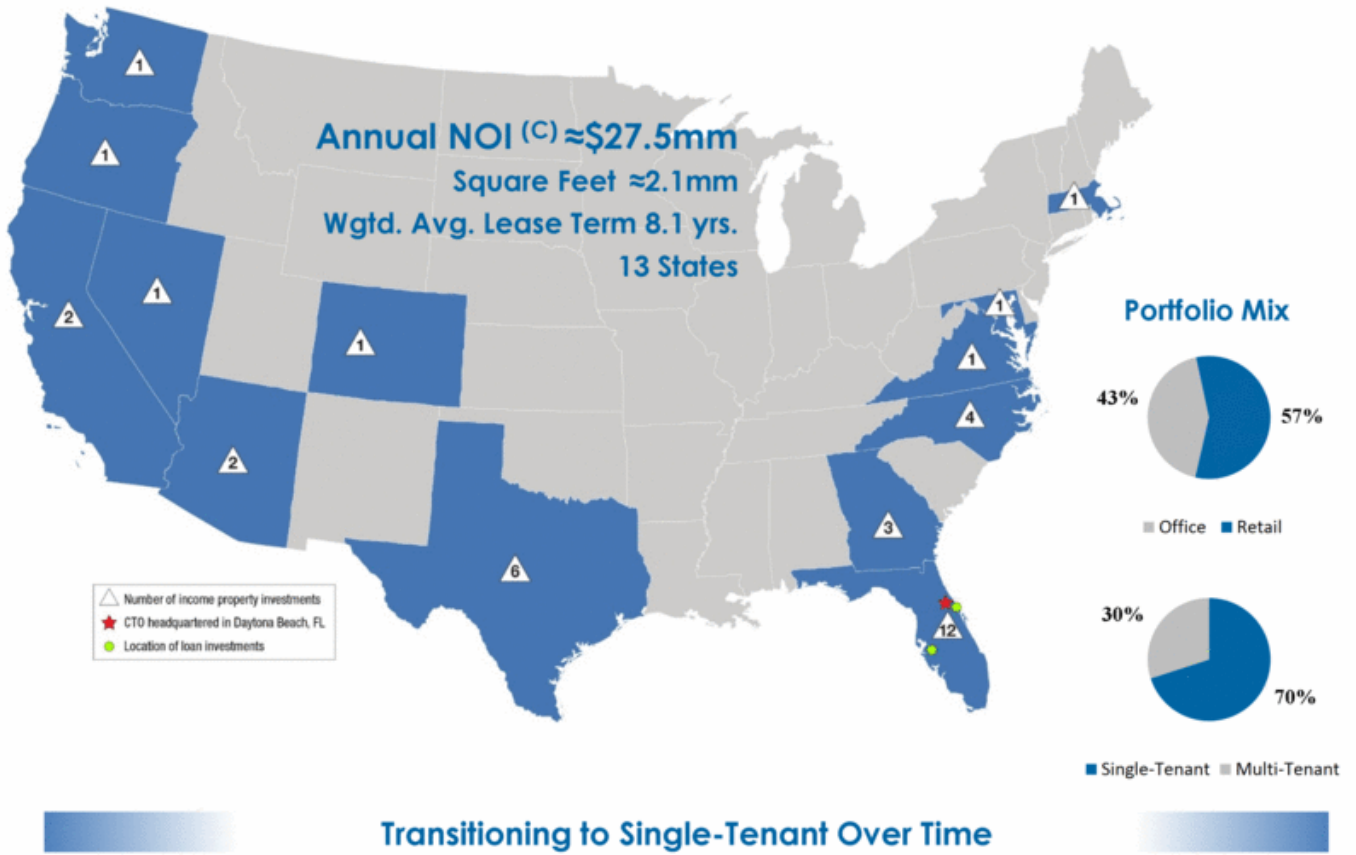 1
1
Annual NOI (C) ≈$27.5mm
Square Feet ≈2.1mm
Wgtd. Avg. Lease Term 8.1 yrs.
13 States
1
2
1
1
2
6
1
1
4
3
12
Number of income property investments
CTO headquartered in Daytona Beach, FL
Location of loan investments
Portfolio Mix
43%
57%
Office Retail
30%
70%
Single-Tenant Multi-Tenant
Transitioning to Single-Tenant Over Time